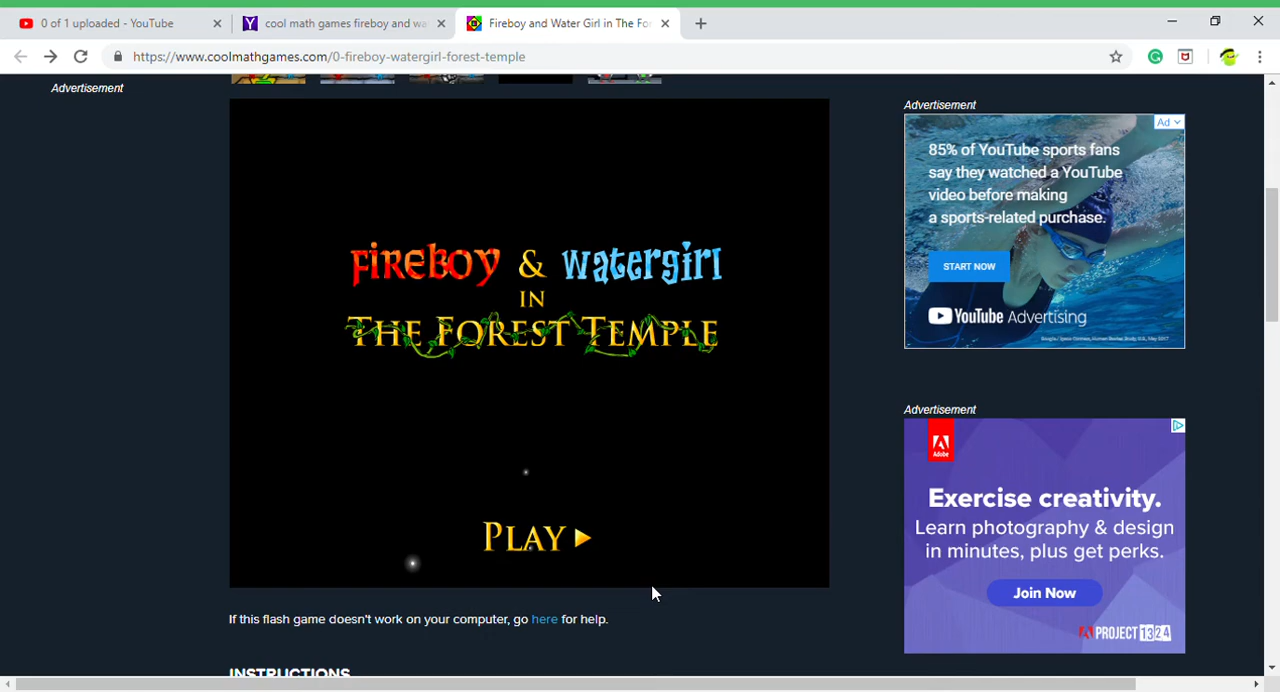 0 of 1 uploaded - YouTube
cool math games fireboy and wa
Fireboy and Water Girl in The Fo
https://www.coolmathgames.com/0-fireboy-watergirl-forest-temple
Advertisement
fireboy & watergirl
IN
THE FOREST TEMPLE
PLAY
If this flash game doesn't work on your computer, go here for help.
INSTRUCTIONS
Advertisement
Ad
85% of YouTube sports fans
say they watched a YouTube
video before making
a sports-related purchase.
START NOW
YouTube Advertising
Advertisement
Adobe
Exercise creativity.
Learn photography & design
in minutes, plus get perks.
Join Now
PROJECT 1324